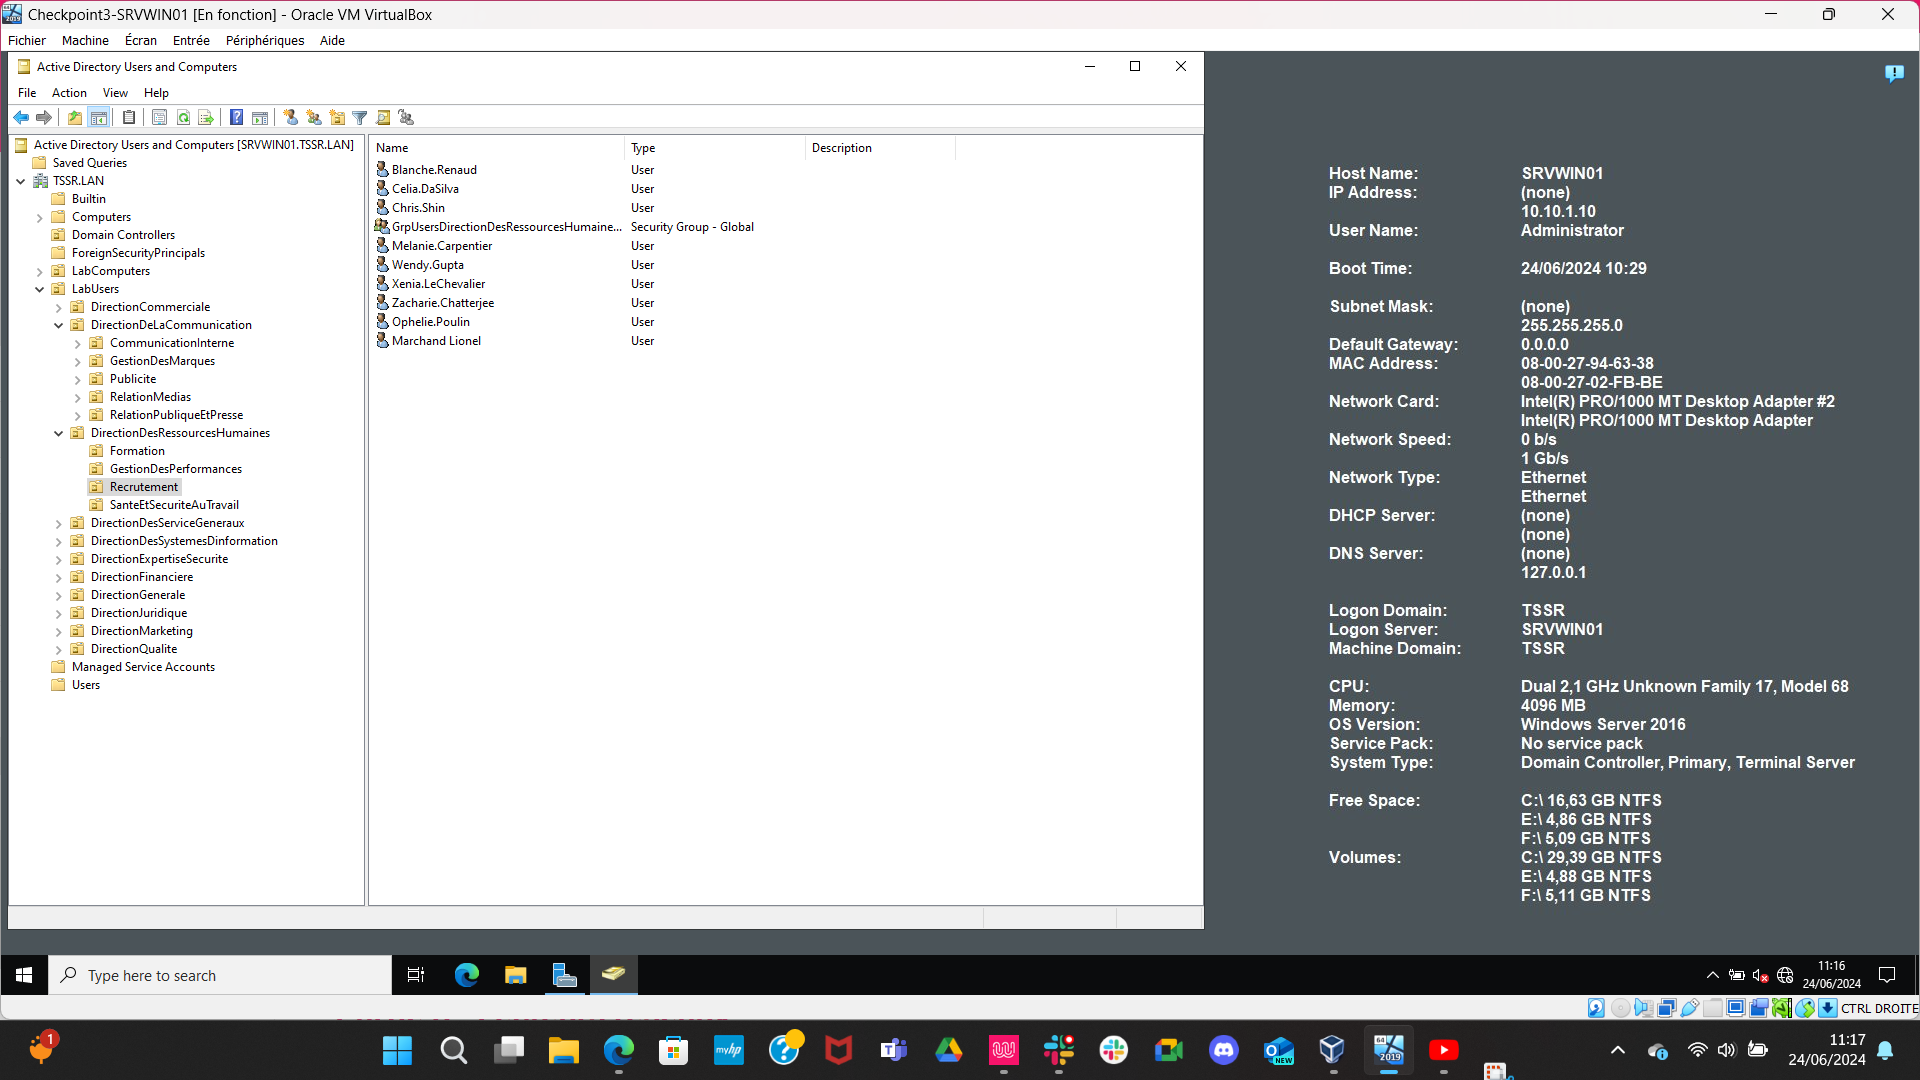 Checkpoint3-SRVWIN01 [En fonction] - Oracle VM VirtualBox
Fichier Machine Écran Entrée Périphériques Aide
Active Directory Users and Computers
File Action View Help
Active Directory Users and Computers [SRVWIN01.TSSR.LAN]
Saved Queries
TSSR.LAN
Builtin
Computers
Domain Controllers
ForeignSecurityPrincipals
LabComputers
LabUsers
DirectionCommerciale
DirectionDeLaCommunication
CommunicationInterne
GestionDesMarques
Publicite
RelationMedias
RelationPubliqueEtPresse
DirectionDesRessourcesHumaines
Formation
GestionDesPerformances
Recrutement
SanteEtSecuriteAuTravail
DirectionDesServiceGeneraux
DirectionDesSystemesDinformation
DirectionExpertiseSecurite
DirectionFinanciere
DirectionGenerale
DirectionJuridique
DirectionMarketing
DirectionQualite
Managed Service Accounts
Users
Name Type Description
Blanche.Renaud User
Celia.DaSilva User
Chris.Shin User
GrpUsersDirectionDesRessourcesHumaine... Security Group - Global
Melanie.Carpentier User
Wendy.Gupta User
Xenia.LeChevalier User
Zacharie.Chatterjee User
Ophelie.Poulin User
Marchand Lionel User
Host Name: SRVWIN01
IP Address: (none)
10.10.1.10
User Name: Administrator
Boot Time: 24/06/2024 10:29
Subnet Mask: (none)
255.255.255.0
Default Gateway: 0.0.0.0
MAC Address: 08-00-27-94-63-38
08-00-27-02-FB-BE
Network Card: Intel(R) PRO/1000 MT Desktop Adapter #2
Intel(R) PRO/1000 MT Desktop Adapter
Network Speed: 0 b/s
1 Gb/s
Network Type: Ethernet
Ethernet
DHCP Server: (none)
(none)
DNS Server: (none)
127.0.0.1
Logon Domain: TSSR
Logon Server: SRVWIN01
Machine Domain: TSSR
CPU: Dual 2,1 GHz Unknown Family 17, Model 68
Memory: 4096 MB
OS Version: Windows Server 2016
Service Pack: No service pack
System Type: Domain Controller, Primary, Terminal Server
Free Space: C:\ 16,63 GB NTFS
E:\ 4,86 GB NTFS
F:\ 5,09 GB NTFS
Volumes: C:\ 29,39 GB NTFS
E:\ 4,88 GB NTFS
F:\ 5,11 GB NTFS
Type here to search
11:16
24/06/2024
CTRL DROITE
1
myhp
NEW
64
2019
11:17
24/06/2024